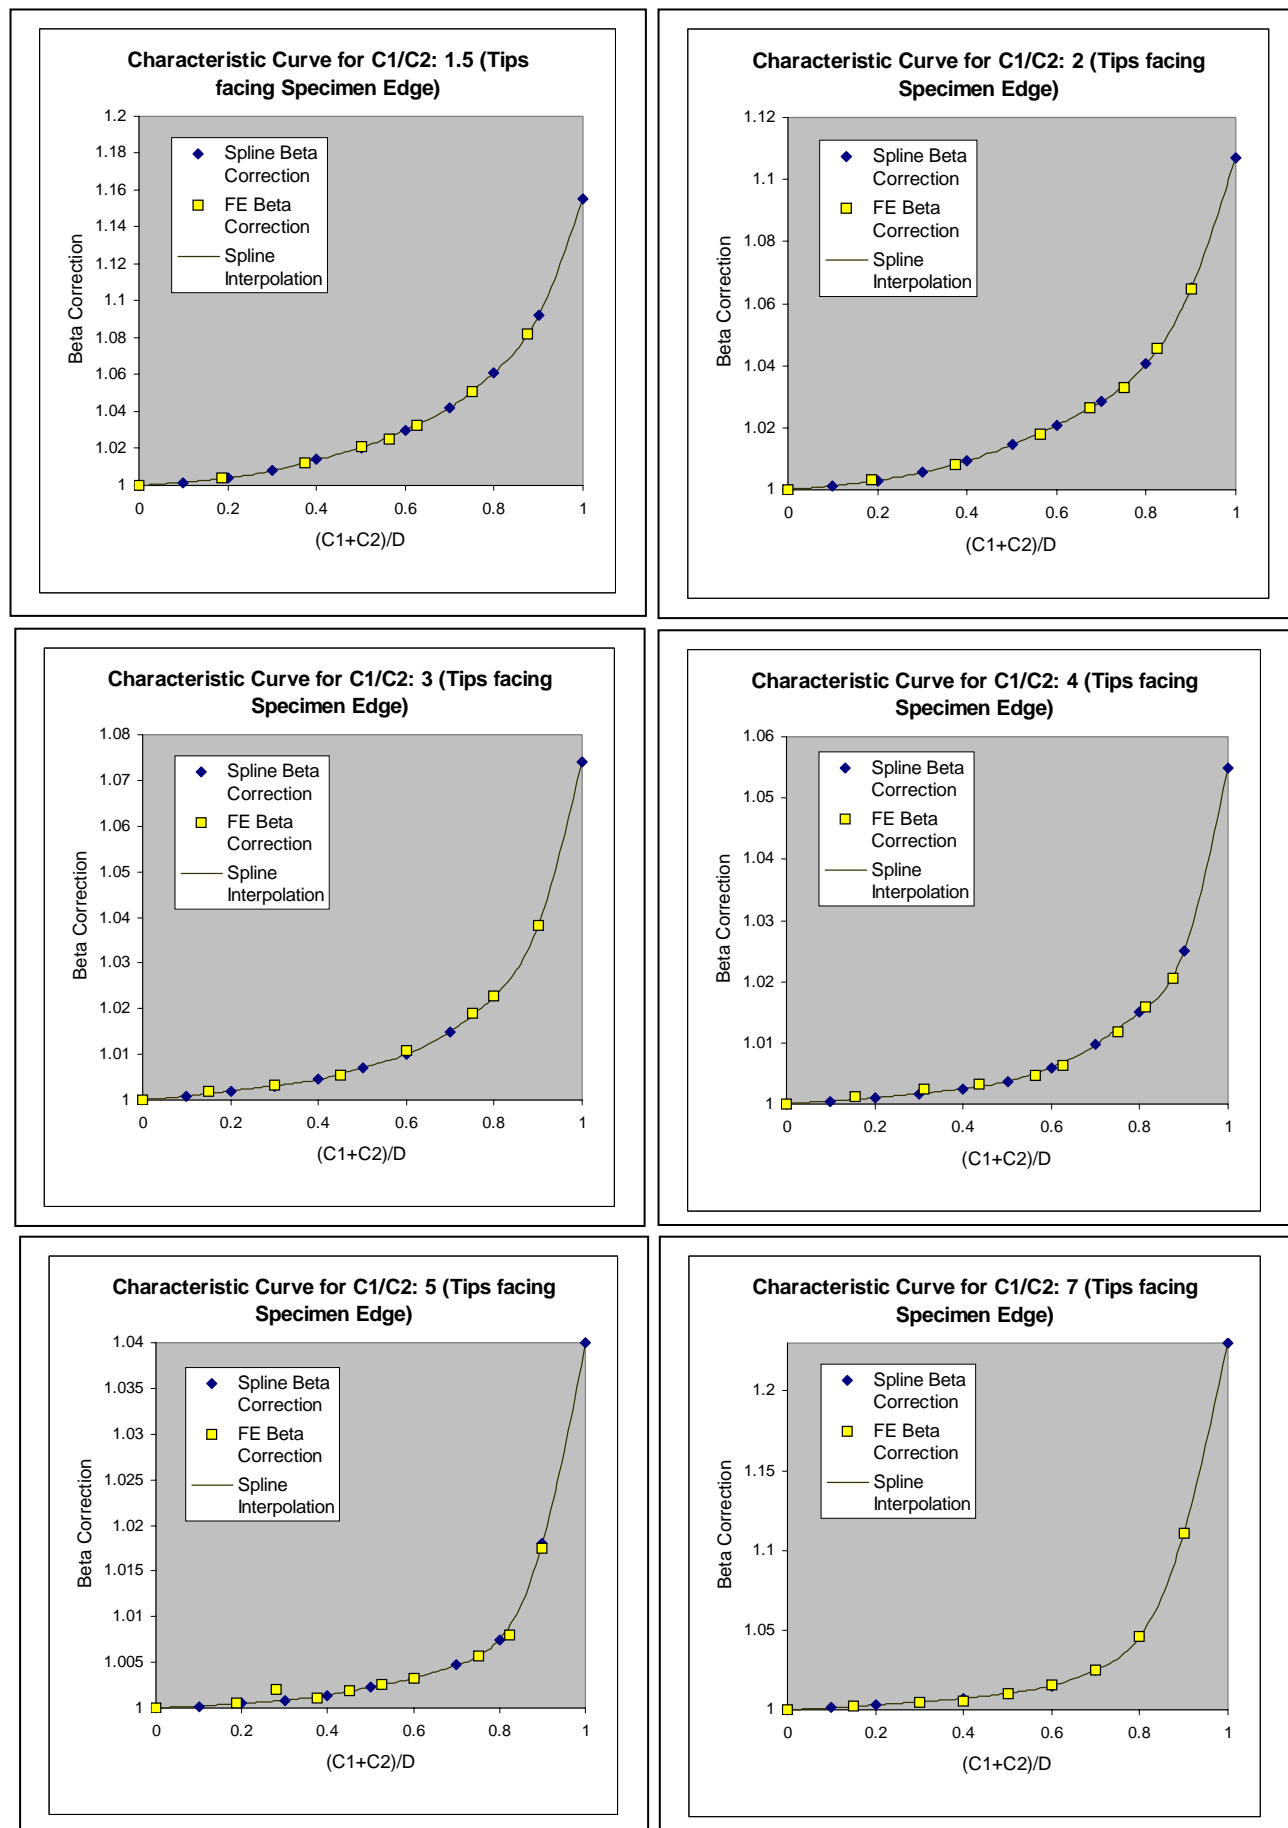 Characteristic Curve for C1/C2: 1.5 (Tips
facing Specimen Edge)
1.2
1.18
1.16
1.14
1.12
1.1
1.08
1.06
1.04
1.02
1
Beta Correction
Spline Beta
Correction
FE Beta
Correction
Spline
Interpolation
0 0.2 0.4 0.6 0.8 1
(C1+C2)/D
Characteristic Curve for C1/C2: 2 (Tips facing
Specimen Edge)
1.12
1.1
1.08
1.06
1.04
1.02
1
Beta Correction
Spline Beta
Correction
FE Beta
Correction
Spline
Interpolation
0 0.2 0.4 0.6 0.8 1
(C1+C2)/D
Characteristic Curve for C1/C2: 3 (Tips facing
Specimen Edge)
1.08
1.07
1.06
1.05
1.04
1.03
1.02
1.01
1
Beta Correction
Spline Beta
Correction
FE Beta
Correction
Spline
Interpolation
0 0.2 0.4 0.6 0.8 1
(C1+C2)/D
Characteristic Curve for C1/C2: 4 (Tips facing
Specimen Edge)
1.06
1.05
1.04
1.03
1.02
1.01
1
Beta Correction
Spline Beta
Correction
FE Beta
Correction
Spline
Interpolation
0 0.2 0.4 0.6 0.8 1
(C1+C2)/D
Characteristic Curve for C1/C2: 5 (Tips facing
Specimen Edge)
1.04
1.035
1.03
1.025
1.02
1.015
1.01
1.005
1
Beta Correction
Spline Beta
Correction
FE Beta
Correction
Spline
Interpolation
0 0.2 0.4 0.6 0.8 1
(C1+C2)/D
Characteristic Curve for C1/C2: 7 (Tips facing
Specimen Edge)
1.2
1.15
1.1
1.05
1
Beta Correction
Spline Beta
Correction
FE Beta
Correction
Spline
Interpolation
0 0.2 0.4 0.6 0.8 1
(C1+C2)/D